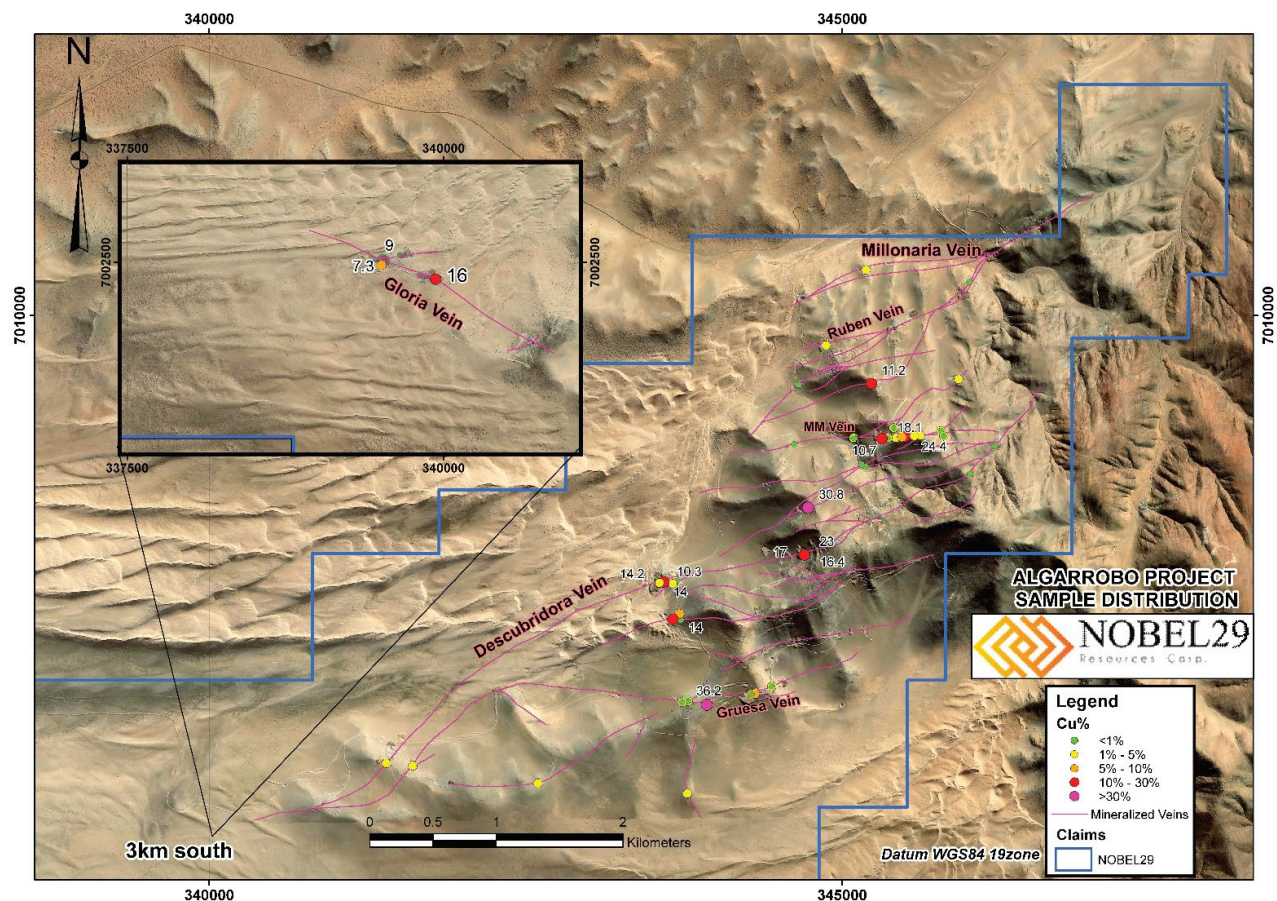 340000
345000
N
337500
340000
7002500
7002500
9
7.3
16
Gloria Vein
337500
340000
7010000
7010000
Millonaria Vein
Ruben Vein
11.2
MM Vein
18.1
10.7
24.4
30.8
23
17
16.4
14.2
10.3
14
Descubridora Vein
14
36.2
Gruesa Vein
ALGARROBO PROJECT
SAMPLE DISTRIBUTION
NOBEL29
Resources Corp.
Legend
Cu%
<1%
1% - 5%
5% - 10%
10% - 30%
>30%
Mineralized Veins
Claims
NOBEL29
0 0.5 1 2
Kilometers
3km south
Datum WGS84 19zone
340000
345000